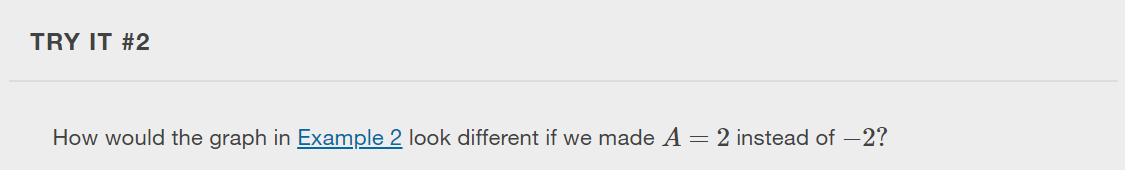 TRY IT #2
How would the graph in Example 2 look different if we made A = 2 instead of −2?